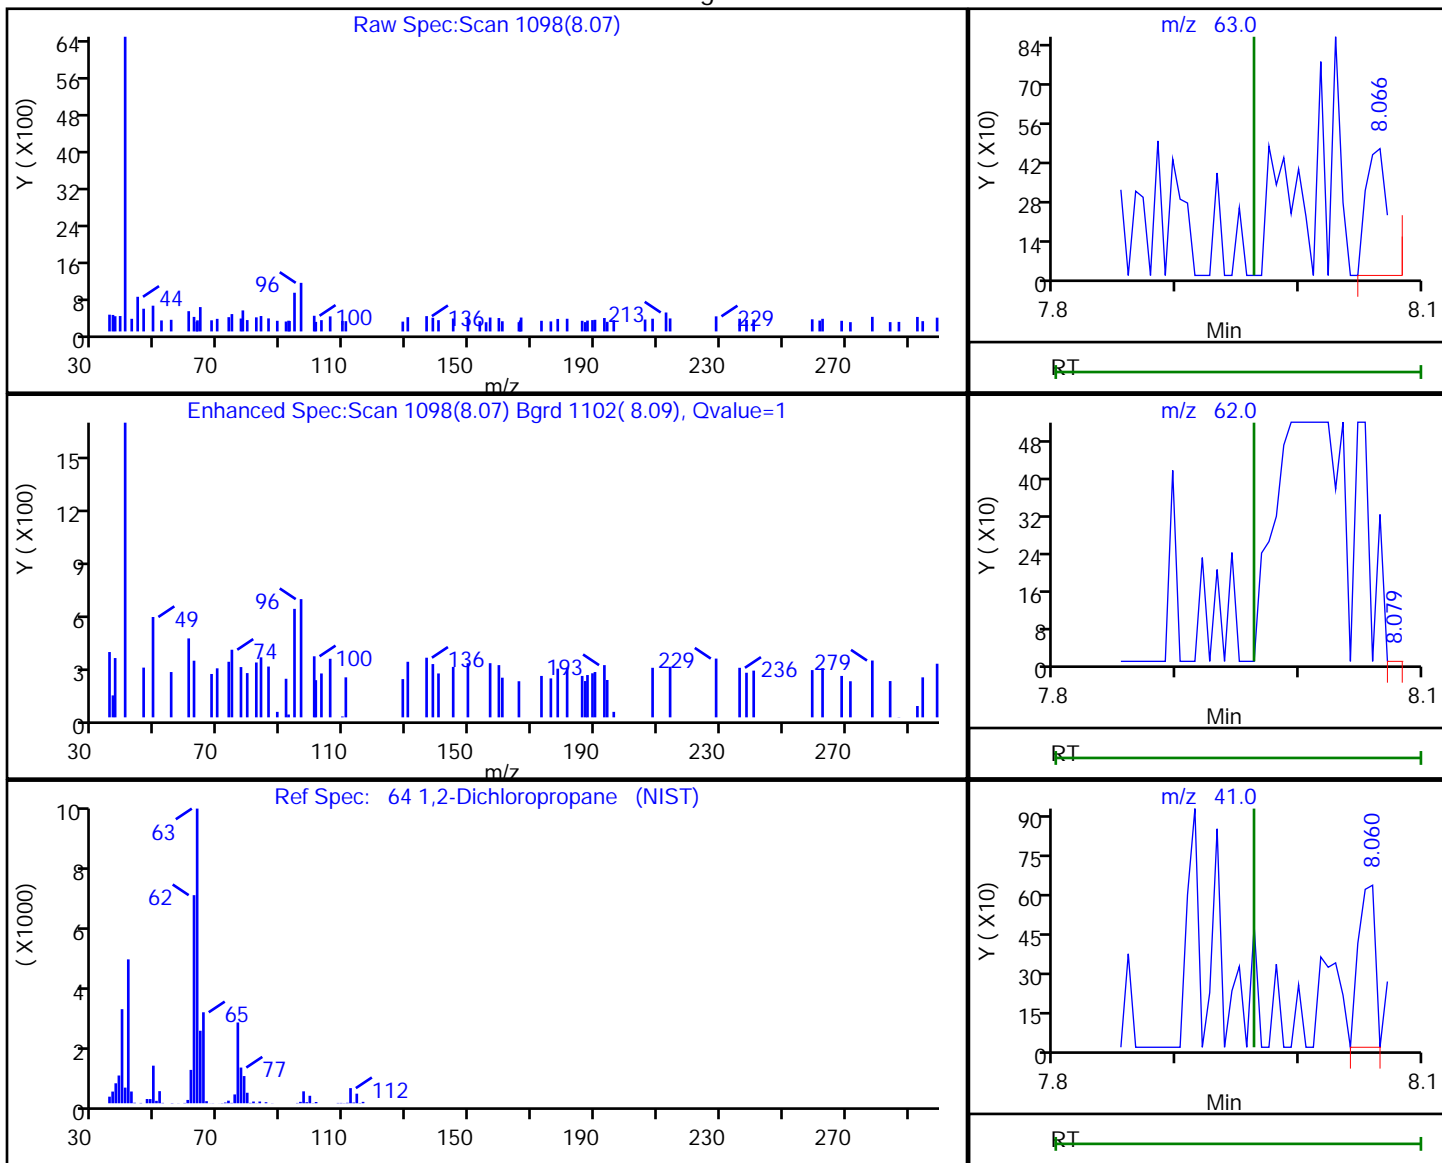 Raw Spec:Scan 1098(8.07)
Y ( X100)
64
56
48
40
32
24
16
8
0
44
96
100
136
213
229
30 70 110 150 190 230 270
m/z
m/z 63.0
Y ( X10)
84
70
56
42
28
14
0
8.066
7.8 8.1
Min
RT
Enhanced Spec:Scan 1098(8.07) Bgrd 1102( 8.09), Qvalue=1
Y ( X100)
15
12
9
6
3
0
49
74
96
100
136
193
229
236
279
30 70 110 150 190 230 270
m/z
m/z 62.0
Y ( X10)
48
40
32
24
16
8
0
8.079
7.8 8.1
Min
RT
Ref Spec: 64 1,2-Dichloropropane (NIST)
( X1000)
10
8
6
4
2
0
63
62
65
77
112
30 70 110 150 190 230 270
m/z 41.0
Y ( X10)
90
75
60
45
30
15
0
8.060
7.8 8.1
Min
RT